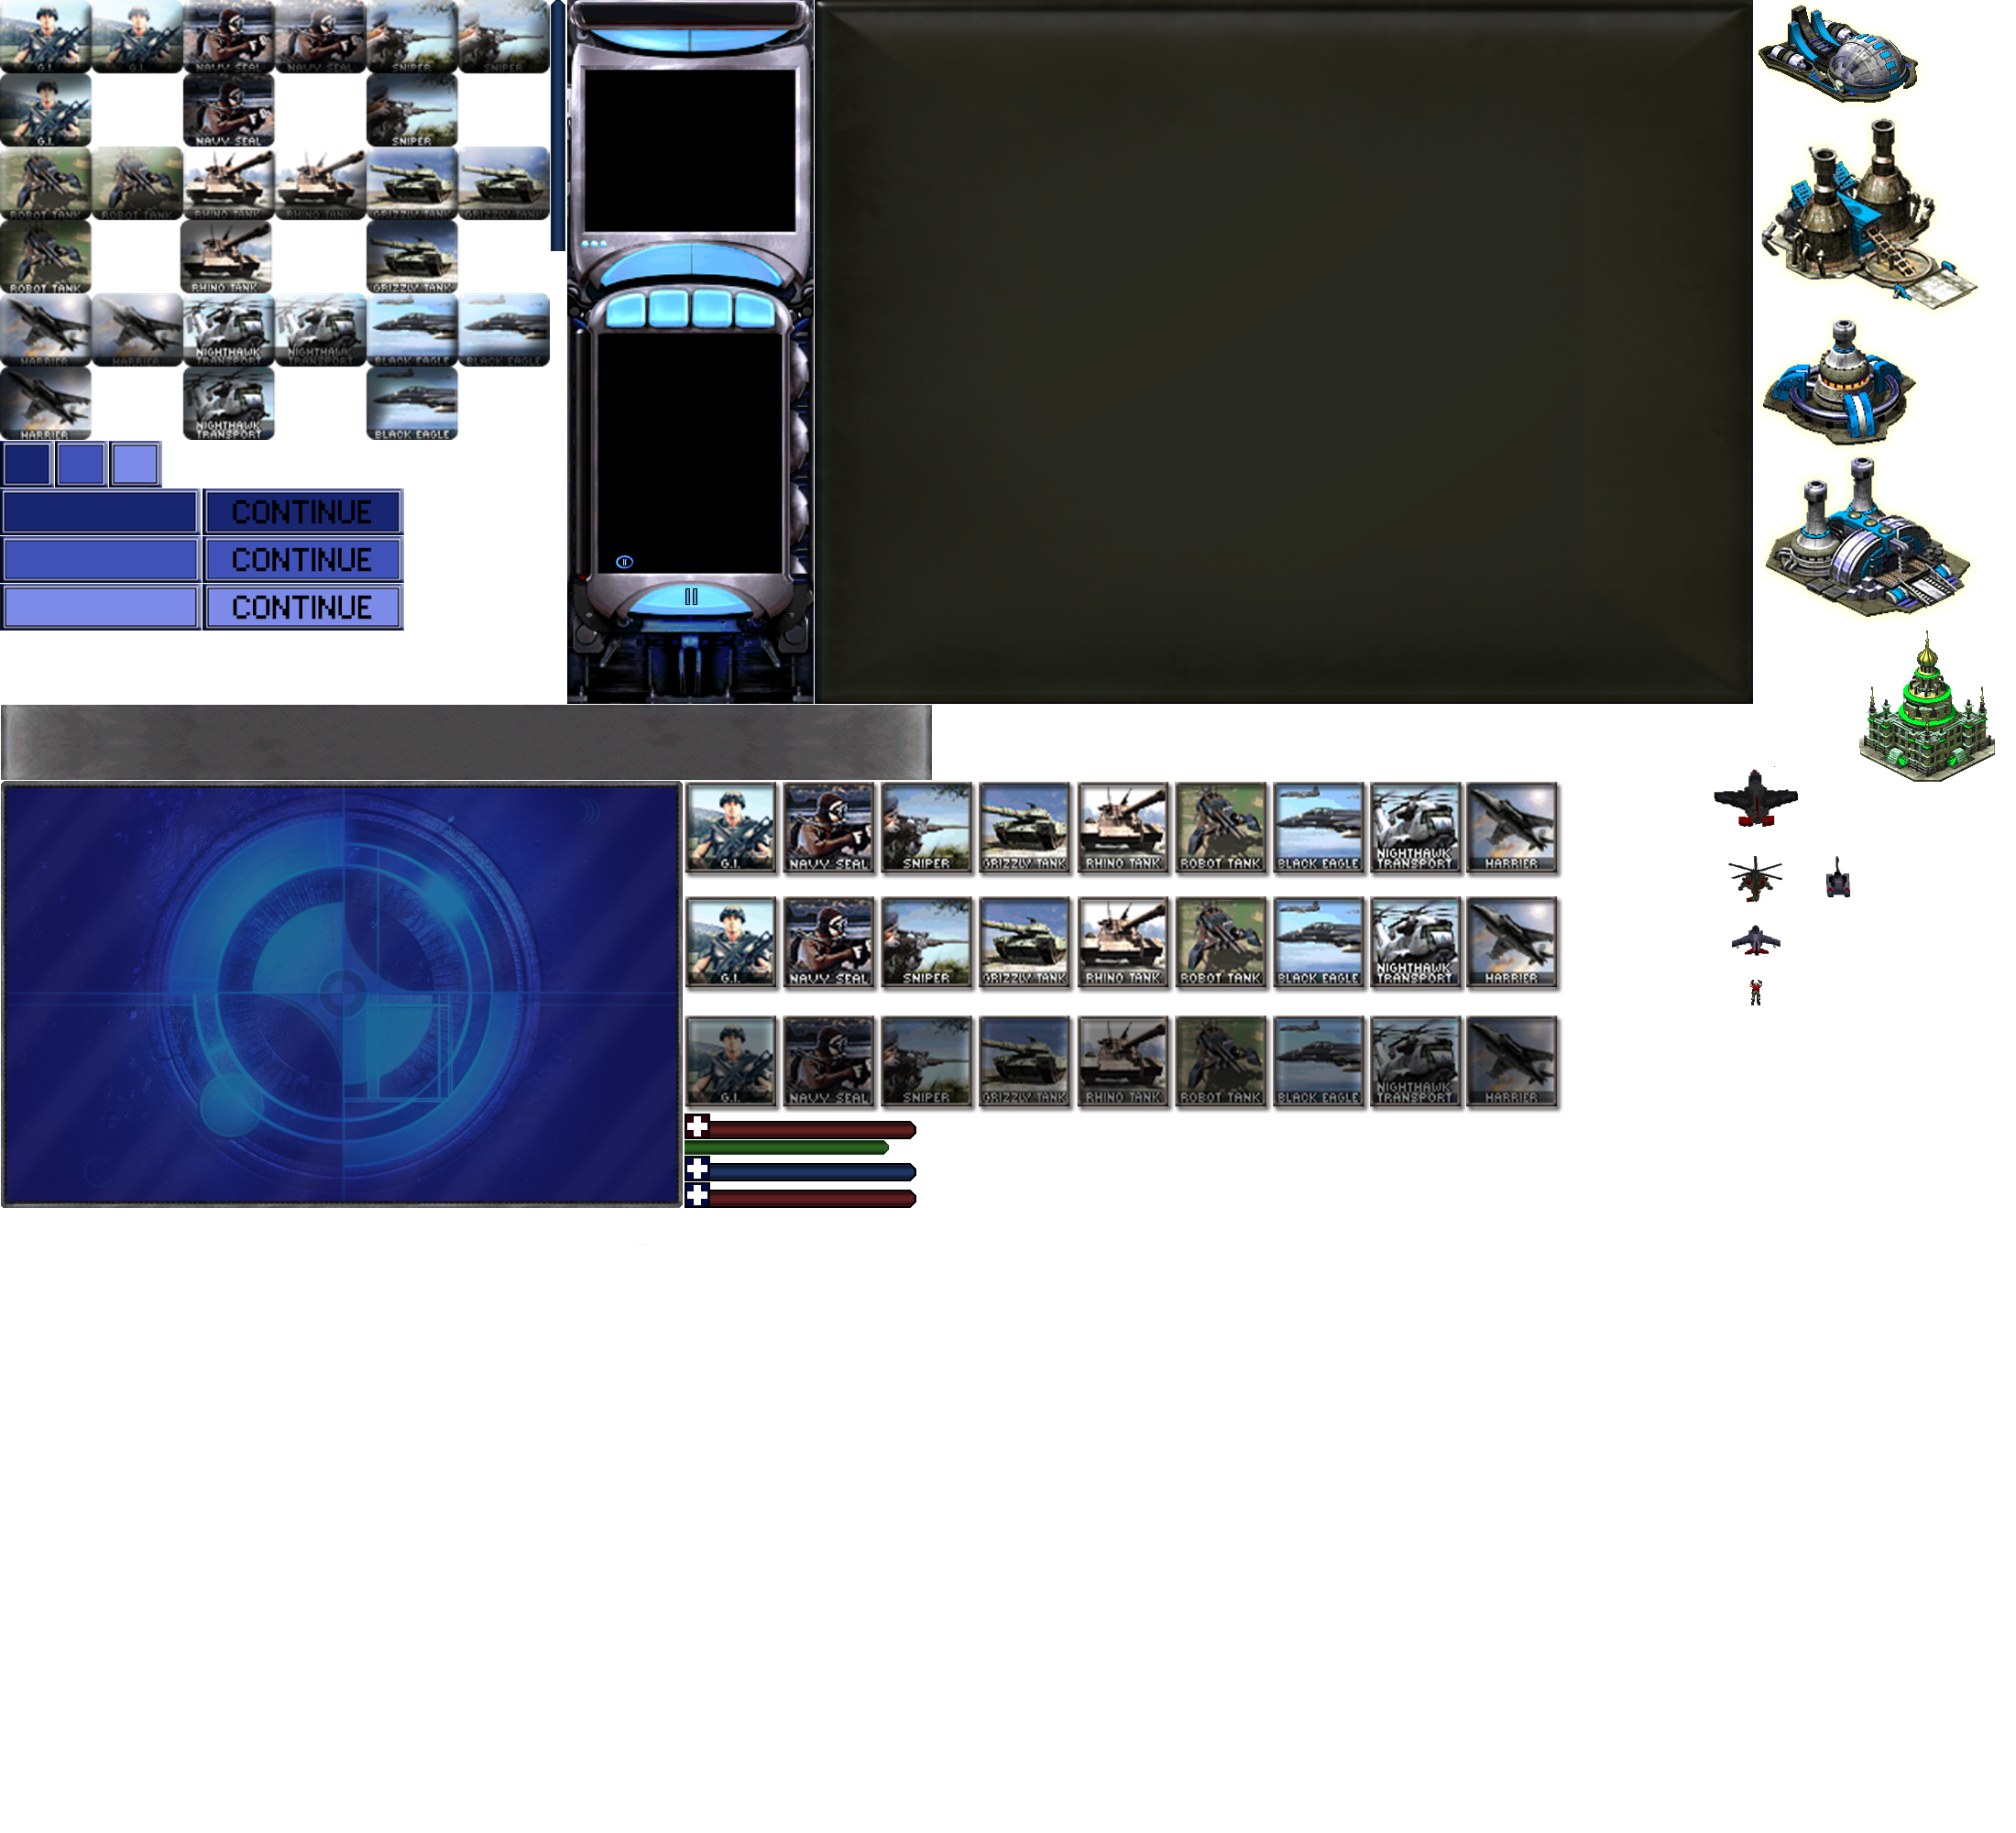 G.I. G.I. NAVY SEAL NAVY SEAL SNIPER SNIPER
G.I. NAVY SEAL SNIPER
ROBOT TANK ROBOT TANK RHINO TANK RHINO TANK GRIZZLY TANK GRIZZLY TANK
ROBOT TANK RHINO TANK GRIZZLY TANK
HARRIER HARRIER NIGHTHAWK TRANSPORT NIGHTHAWK TRANSPORT BLACK EAGLE BLACK EAGLE
HARRIER NIGHTHAWK TRANSPORT BLACK EAGLE
CONTINUE
CONTINUE
CONTINUE
G.I. NAVY SEAL SNIPER GRIZZLY TANK RHINO TANK ROBOT TANK BLACK EAGLE NIGHTHAWK TRANSPORT HARRIER
G.I. NAVY SEAL SNIPER GRIZZLY TANK RHINO TANK ROBOT TANK BLACK EAGLE NIGHTHAWK TRANSPORT HARRIER
G.I. NAVY SEAL SNIPER GRIZZLY TANK RHINO TANK ROBOT TANK BLACK EAGLE NIGHTHAWK TRANSPORT HARRIER